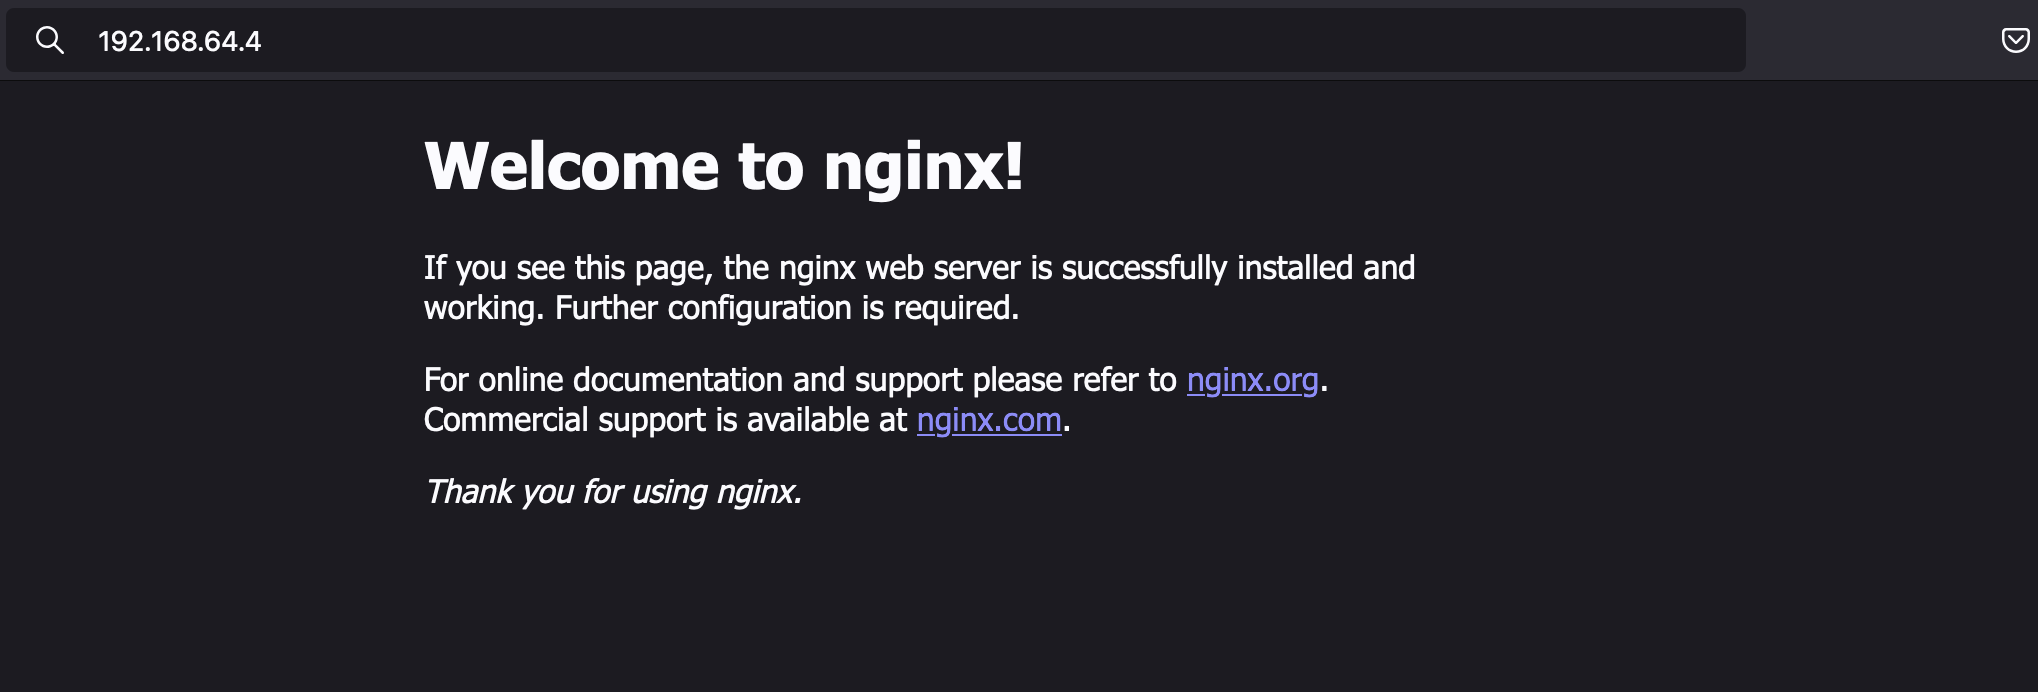 192.168.64.4
Welcome to nginx!
If you see this page, the nginx web server is successfully installed and
working. Further configuration is required.
For online documentation and support please refer to nginx.org.
Commercial support is available at nginx.com.
Thank you for using nginx.